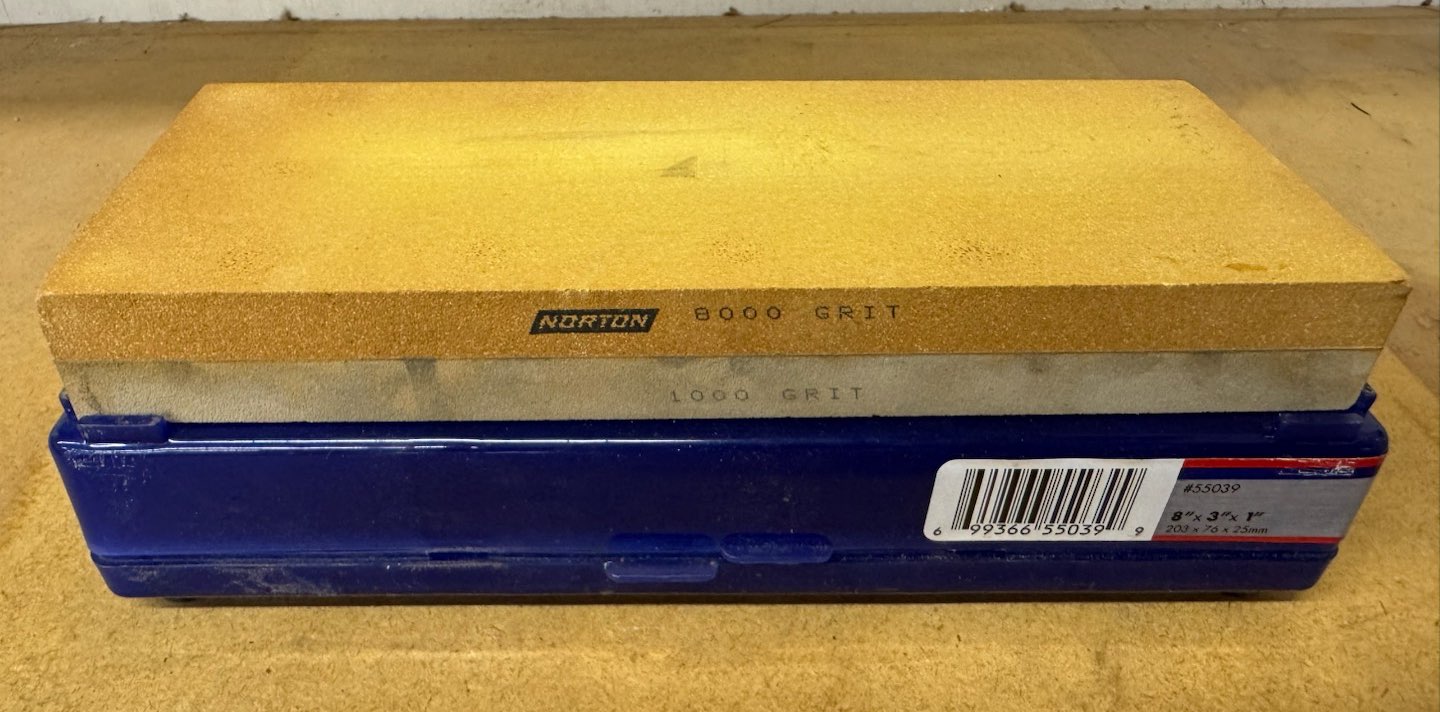 NORTON 8000 GRIT
1000 GRIT
#55039
8" x 3" x 1"
203 x 76 x 25mm
6 99366 55039 9